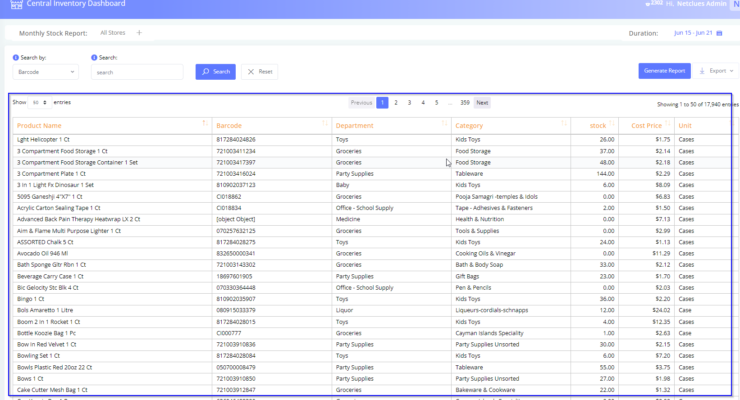 Central Inventory Dashboard
2302 Hi, Netclues Admin N
Monthly Stock Report: All Stores +
Duration: Jun 15 - Jun 21
Search by: Search:
Barcode search Search Reset Generate Report Export
Show 50 entries Previous 1 2 3 4 5 ... 359 Next Showing 1 to 50 of 17,940 entries
Product Name Barcode Department Category stock Cost Price Unit
Lght Helicopter 1 Ct 817284024826 Toys Kids Toys 26.00 $1.75 Cases
3 Compartment Food Storage 1 Ct 721003411234 Groceries Food Storage 37.00 $2.14 Cases
3 Compartment Food Storage Container 1 Set 721003417397 Groceries Food Storage 48.00 $2.18 Cases
3 Compartment Plate 1 Ct 721003416024 Party Supplies Tableware 144.00 $2.29 Cases
3 In 1 Light Fx Dinosaur 1 Set 810902037123 Baby Kids Toys 6.00 $8.09 Cases
5095 Ganeshji 4"X7" 1 Ct CI018862 Groceries Pooja Samagri -temples & Idols 0.00 $6.83 Cases
Acrylic Carton Sealing Tape 1 Ct CI018834 Office - School Supply Tape - Adhesives & Fasteners 2.00 $1.50 Cases
Advanced Back Pain Therapy Heatwrap LX 2 Ct [object Object] Medicine Health & Nutrition 0.00 $7.13 Cases
Aim & Flame Multi Purpose Lighter 1 Ct 070257632125 Groceries Tools & Supplies 0.00 $2.99 Cases
ASSORTED Chalk 5 Ct 817284028275 Toys Kids Toys 24.00 $1.13 Cases
Avocado Oil 946 Ml 832650000341 Groceries Cooking Oils & Vinegar 0.00 $11.29 Cases
Bath Sponge Gitr Rbn 1 Ct 721003143302 Groceries Bath & Body Soap 33.00 $2.12 Cases
Beverage Carry Case 1 Ct 18697601905 Party Supplies Gift Bags 23.00 $1.70 Cases
Bic Gelocity Stc Blk 4 Ct 070330364448 Office - School Supply Pen & Pencils 0.00 $2.03 Cases
Bingo 1 Ct 810902035907 Toys Kids Toys 36.00 $2.20 Cases
Bols Amaretto 1 Litre 080915033379 Liquor Liqueurs-cordials-schnapps 12.00 $24.02 Case
Boom 2 In 1 Rocket 1 Ct 817284028015 Toys Kids Toys 4.00 $12.35 Cases
Bottle Koozie Bag 1 Pc CI000777 Groceries Cayman Islands Speciality 1.00 $2.63 Case
Bow In Red Velvet 1 Ct 721003910836 Party Supplies Party Supplies Unsorted 30.00 $2.15 Cases
Bowling Set 1 Ct 817284028084 Toys Kids Toys 6.00 $7.20 Cases
Bowls Plastic Red 20oz 22 Ct 050700008479 Party Supplies Tableware 55.00 $3.75 Cases
Bows 1 Ct 721003910850 Party Supplies Party Supplies Unsorted 27.00 $1.98 Cases
Cake Cutter Mesh Bag 1 Ct 721003912847 Groceries Bakeware & Cookware 22.00 $1.32 Cases